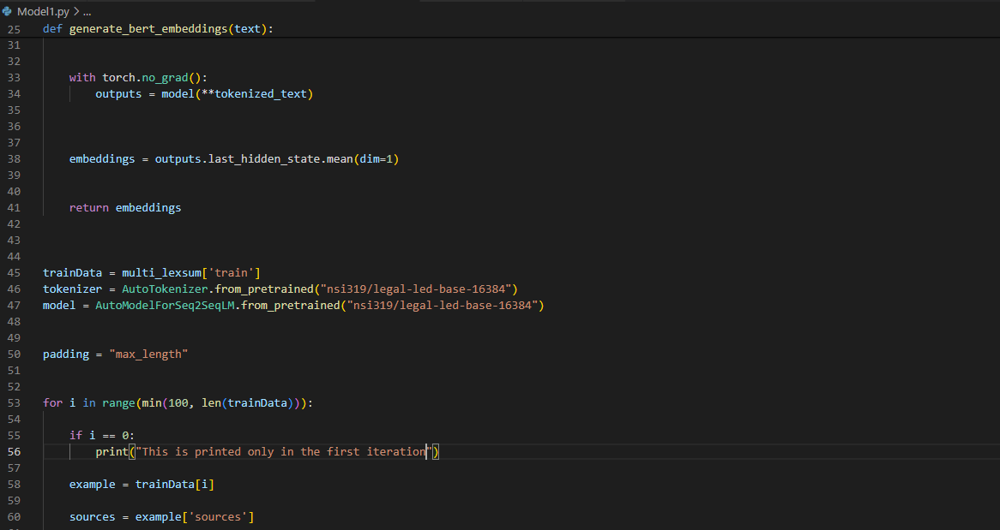 Model1.py > ...
25 def generate_bert_embeddings(text):
31
32
33 with torch.no_grad():
34 outputs = model(**tokenized_text)
35
36
37
38 embeddings = outputs.last_hidden_state.mean(dim=1)
39
40
41 return embeddings
42
43
44
45 trainData = multi_lexsum['train']
46 tokenizer = AutoTokenizer.from_pretrained("nsi319/legal-led-base-16384")
47 model = AutoModelForSeq2SeqLM.from_pretrained("nsi319/legal-led-base-16384")
48
49
50 padding = "max_length"
51
52
53 for i in range(min(100, len(trainData))):
54
55 if i == 0:
56 print("This is printed only in the first iteration")
57
58 example = trainData[i]
59
60 sources = example['sources']